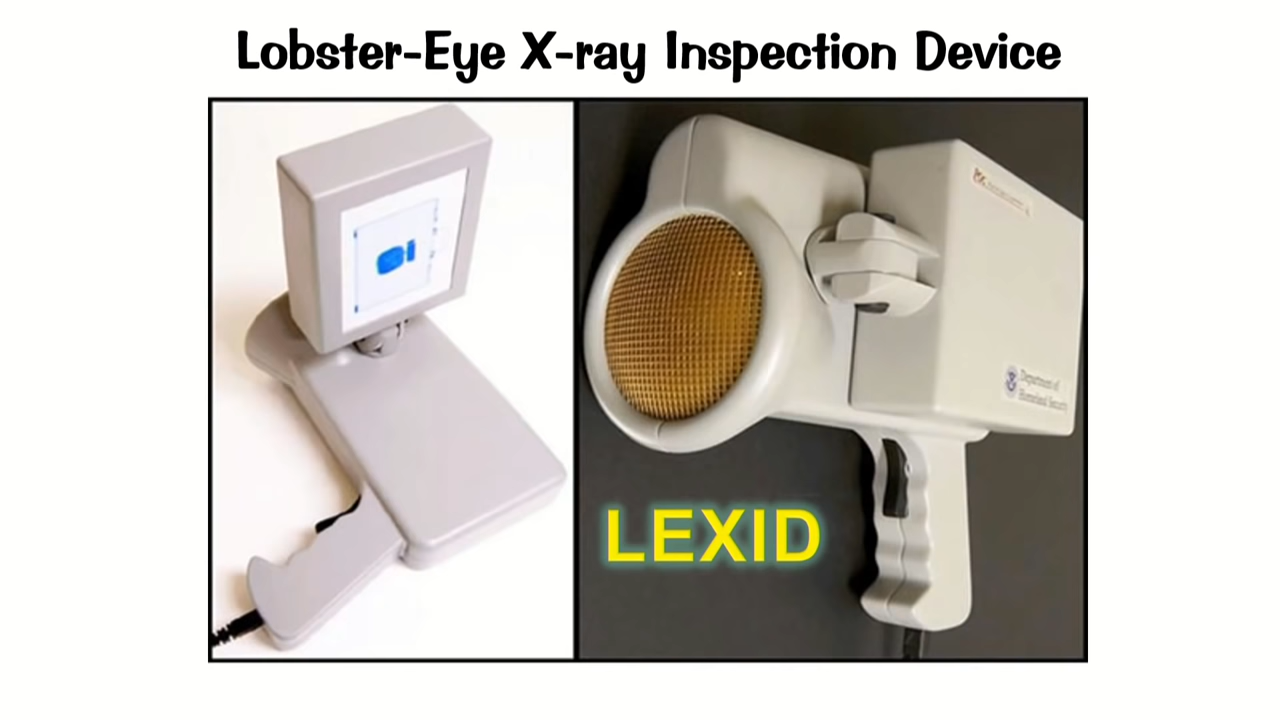 Lobster-Eye X-ray Inspection Device
LEXID
Department of
Homeland Security